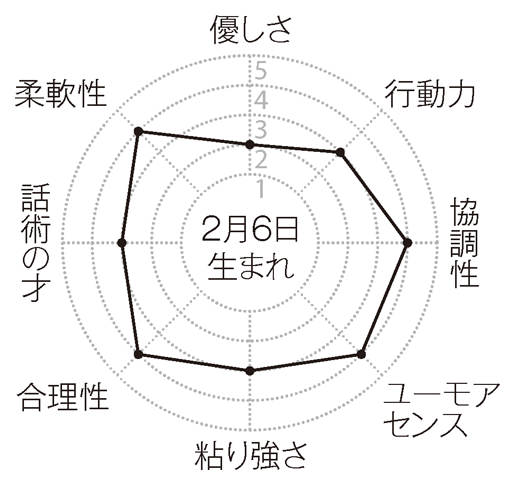 優しさ
行動力
協調性
ユーモア
センス
粘り強さ
合理性
話術の才
柔軟性
5
4
3
2
1
2月6日
生まれ